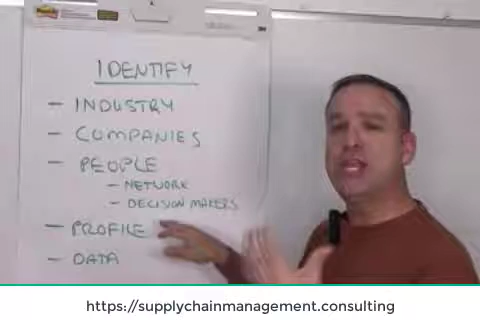 IDENTIFY
- INDUSTRY
- COMPANIES
- PEOPLE
- NETWORK
- DECISION MAKERS
- PROFILE
- DATA
https://supplychainmanagement.consulting